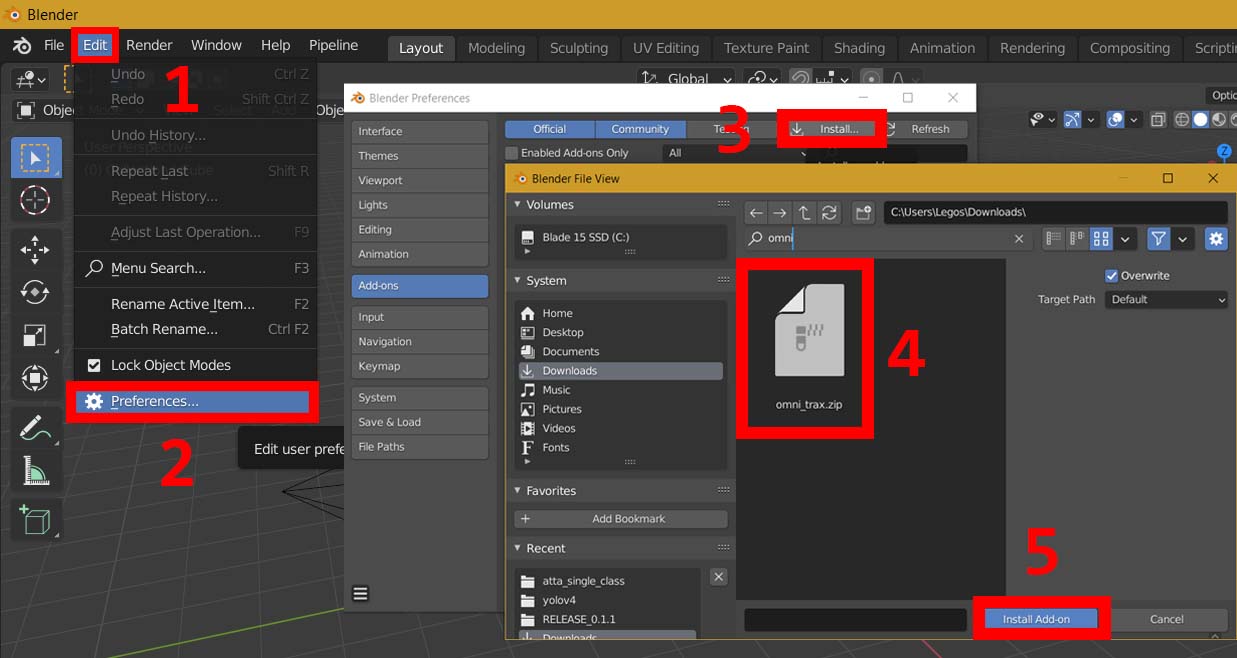 Blender
File Edit Render Window Help Pipeline
Layout Modeling Sculpting UV Editing Texture Paint Shading Animation Rendering Compositing
1
Undo Ctrl Z
Redo Shift Ctrl Z
Undo History...
User Perspective
Repeat Last Shift R
Repeat History...
Adjust Last Operation... F9
Menu Search... F3
Rename Active Item... F2
Batch Rename... Ctrl F2
Lock Object Modes
Preferences...
2
Edit user prefe
Global
Z
Blender Preferences
Interface
Themes
Viewport
Lights
Editing
Animation
Add-ons
Input
Navigation
Keymap
System
Save & Load
File Paths
3
Official Community Testing Install... Refresh
Enabled Add-ons Only All
Blender File View
Volumes
Blade 15 SSD (C:)
System
Home
Desktop
Documents
Downloads
Music
Pictures
Videos
Fonts
Favorites
Add Bookmark
Recent
atta_single_class
yolov4
RELEASE_0.1.1
Downloads
C:\Users\Legos\Downloads\
omni
omni_trax.zip
4
Overwrite
Target Path Default
5
Install Add-on Cancel